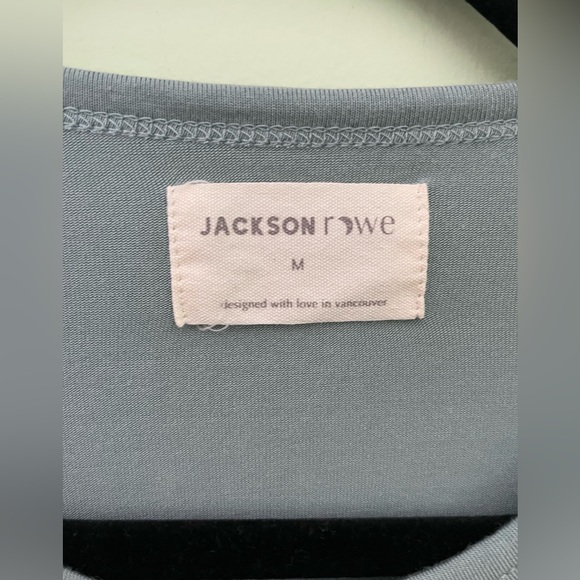 JACKSON rowe
M
designed with love in vancouver